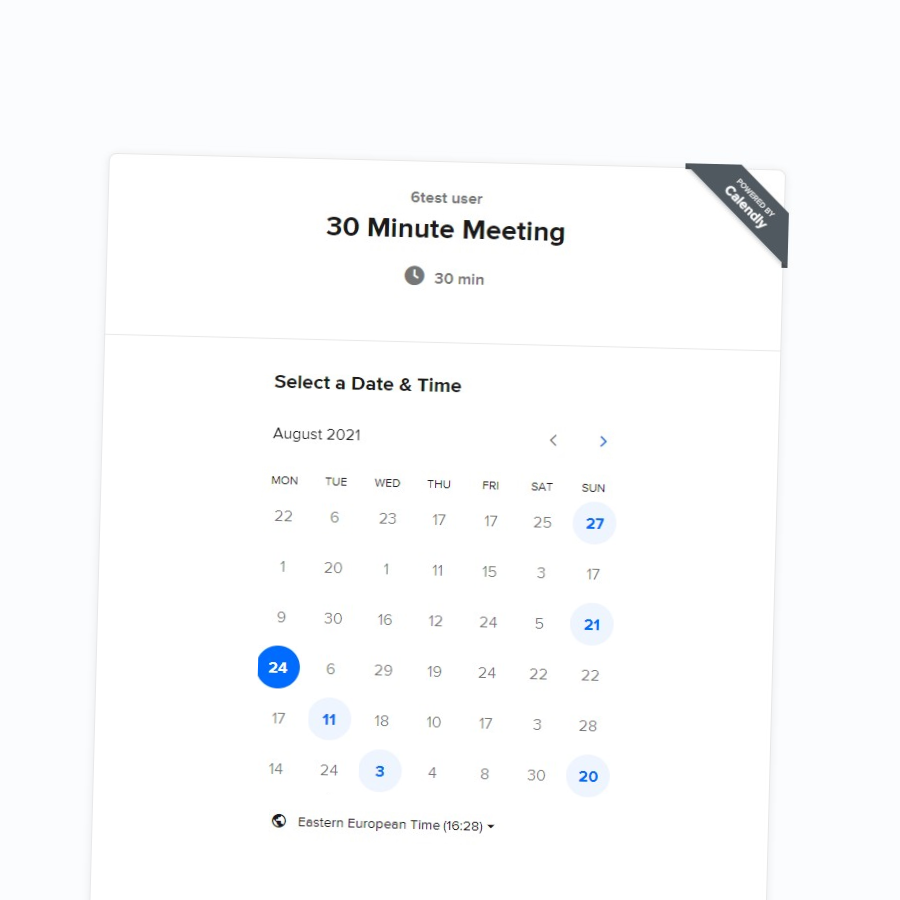 POWERED BY
Calendly
6test user
30 Minute Meeting
30 min
Select a Date & Time
August 2021
MON TUE WED THU FRI SAT SUN
22 6 23 17 17 25 27
1 20 1 11 15 3 17
9 30 16 12 24 5 21
24 6 29 19 24 22 22
17 11 18 10 17 3 28
14 24 3 4 8 30 20
Eastern European Time (16:28)